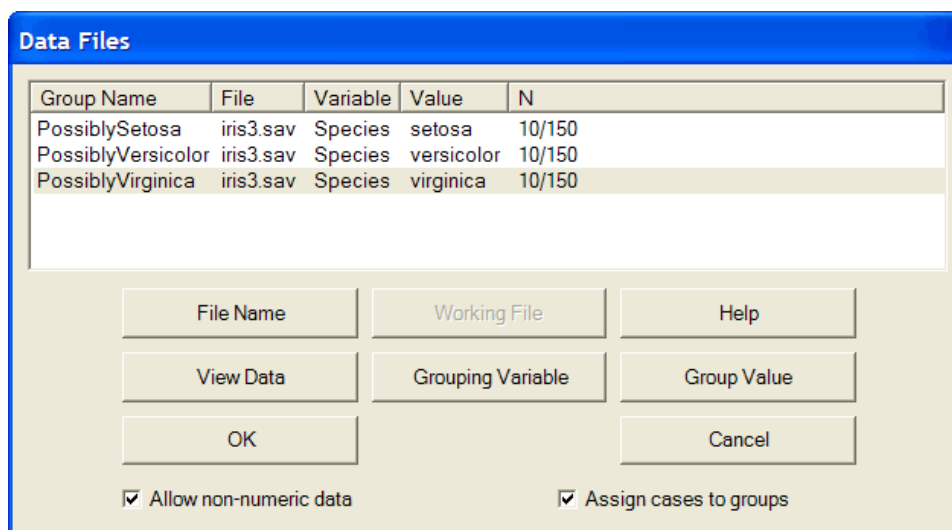 Data Files
Group Name File Variable Value N
PossiblySetosa iris3.sav Species setosa 10/150
PossiblyVersicolor iris3.sav Species versicolor 10/150
PossiblyVirginica iris3.sav Species virginica 10/150
File Name Working File Help
View Data Grouping Variable Group Value
OK Cancel
Allow non-numeric data Assign cases to groups